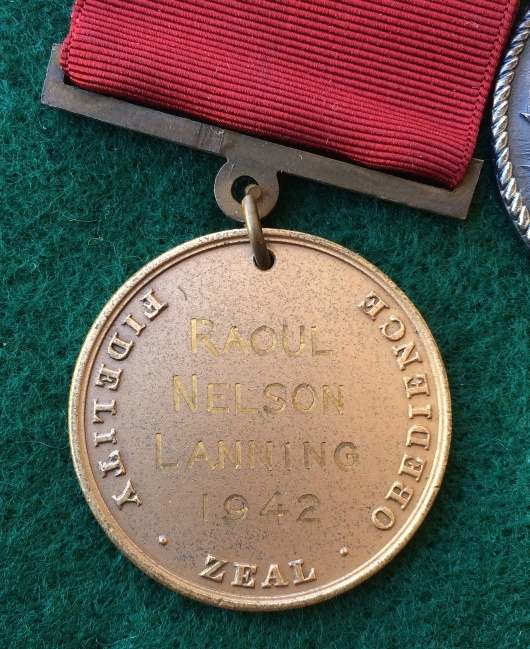 RAOUL
NELSON
LANNING
1942
FIDELITY · ZEAL · OBEDIENCE